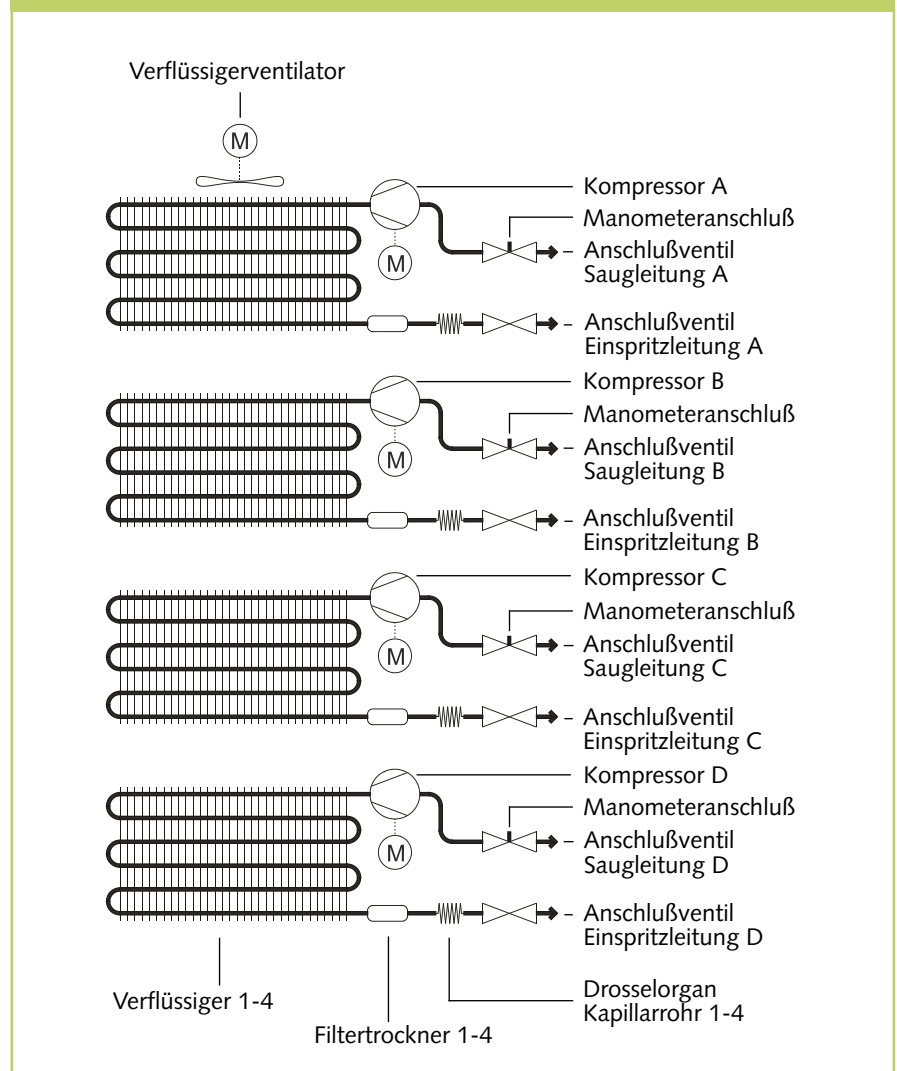 Verflüssigerventilator
M
Kompressor A
Manometeranschluß
Anschlußventil
Saugleitung A
M
Anschlußventil
Einspritzleitung A
Kompressor B
Manometeranschluß
Anschlußventil
Saugleitung B
M
Anschlußventil
Einspritzleitung B
Kompressor C
Manometeranschluß
Anschlußventil
Saugleitung C
M
Anschlußventil
Einspritzleitung C
Kompressor D
Manometeranschluß
Anschlußventil
Saugleitung D
M
Anschlußventil
Einspritzleitung D
Verflüssiger 1-4
Filtertrockner 1-4
Drosselorgan
Kapillarrohr 1-4